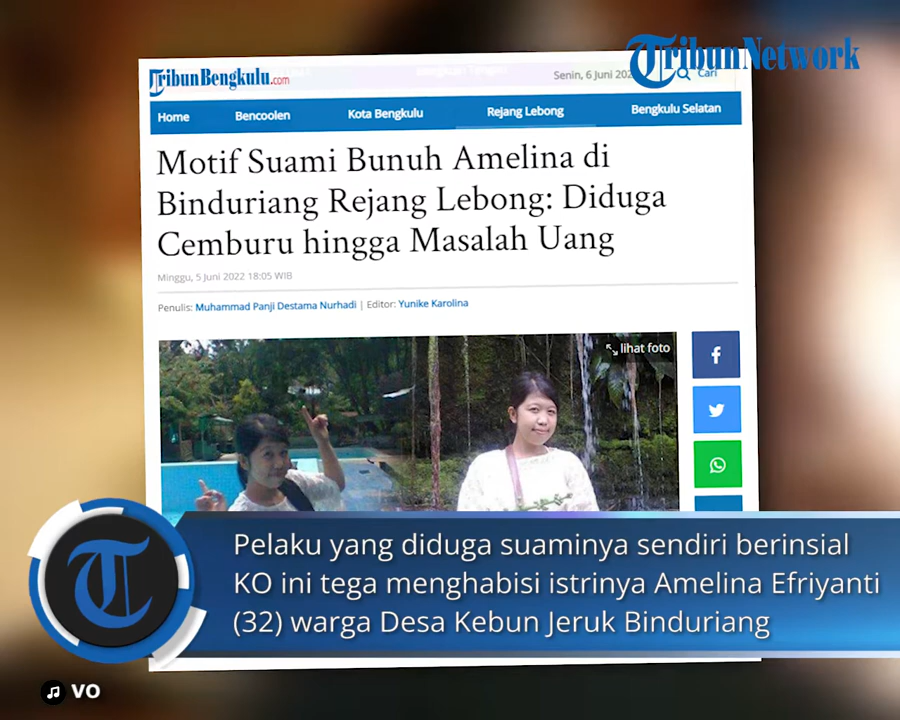 TribunNetwork
TribunBengkulu.com
Senin, 6 Juni
Cari
Home
Bencoolen
Kota Bengkulu
Rejang Lebong
Bengkulu Selatan
Motif Suami Bunuh Amelina di
Binduriang Rejang Lebong: Diduga
Cemburu hingga Masalah Uang
Minggu, 5 Juni 2022 18:05 WIB
Penulis: Muhammad Panji Destama Nurhadi | Editor: Yunike Karolina
lihat foto
Pelaku yang diduga suaminya sendiri berinsial
KO ini tega menghabisi istrinya Amelina Efriyanti
(32) warga Desa Kebun Jeruk Binduriang
T
VO